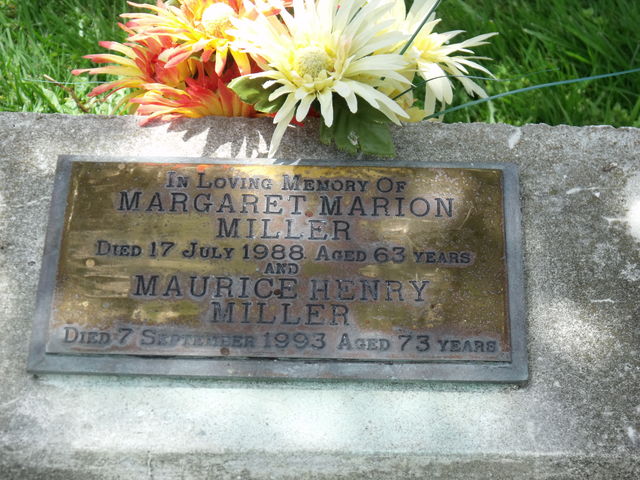 In Loving Memory Of
MARGARET MARION
MILLER
Died 17 July 1988 Aged 63 years
AND
MAURICE HENRY
MILLER
Died 7 September 1993 Aged 73 years